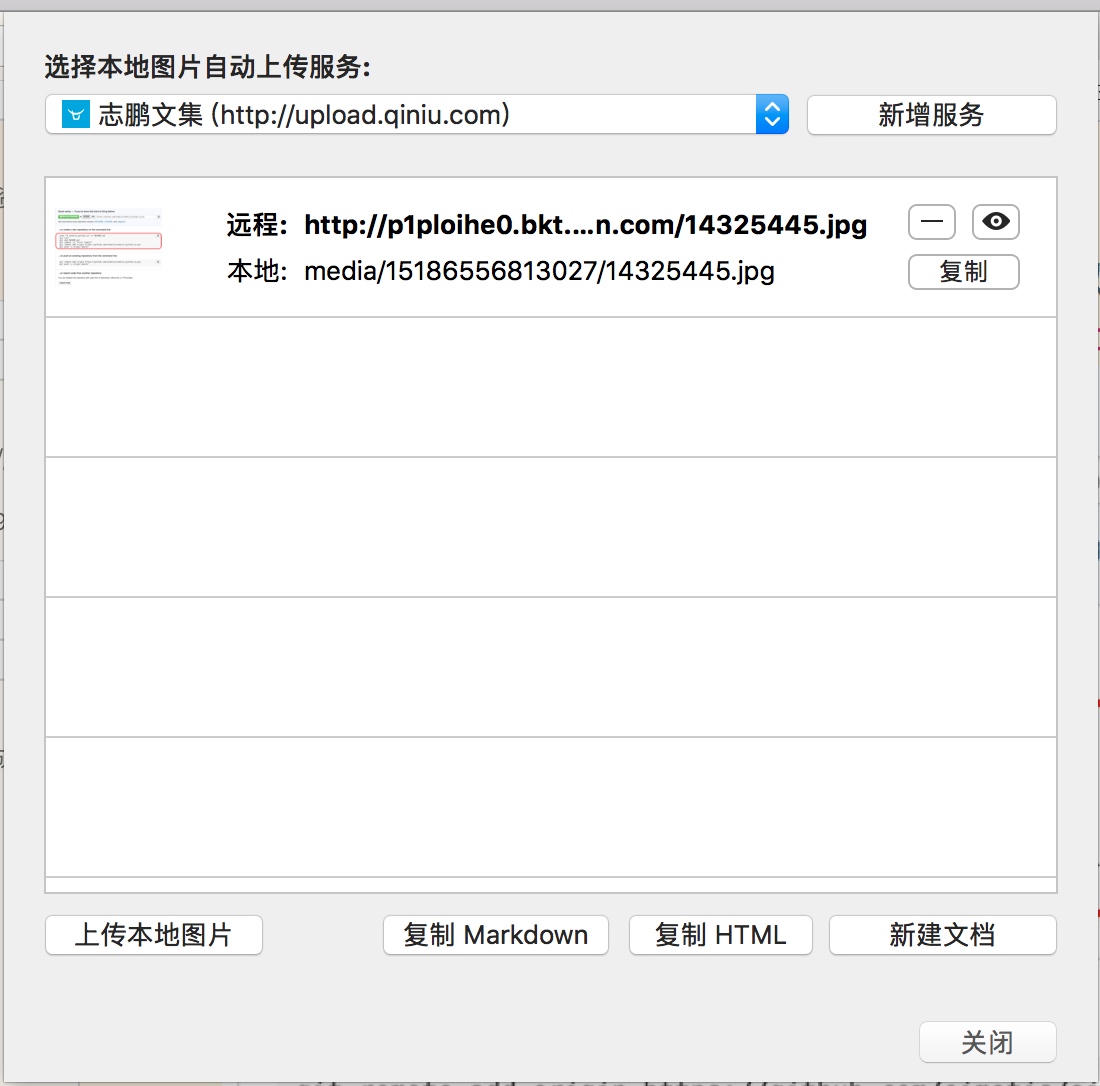 选择本地图片自动上传服务:
志鹏文集 (http://upload.qiniu.com)
新增服务
远程: http://p1ploihe0.bkt....n.com/14325445.jpg
本地: media/15186556813027/14325445.jpg
复制
上传本地图片
复制 Markdown
复制 HTML
新建文档
关闭